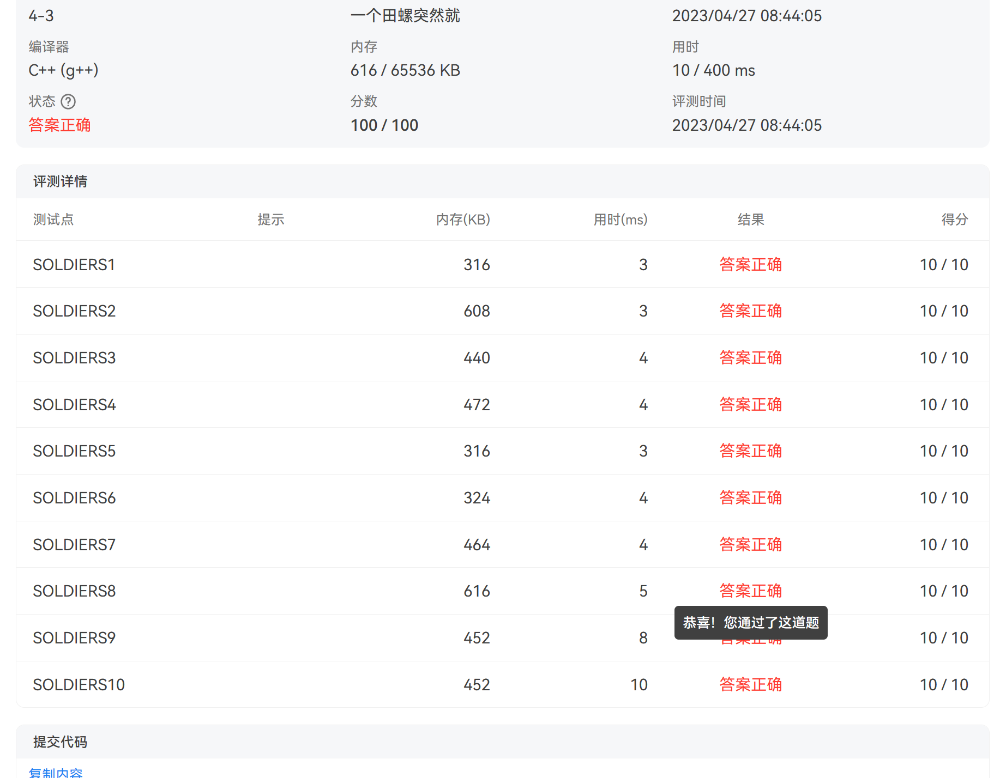 4-3 一个田螺突然就 2023/04/27 08:44:05
编译器 内存 用时
C++ (g++) 616 / 65536 KB 10 / 400 ms
状态 ? 分数 评测时间
答案正确 100 / 100 2023/04/27 08:44:05
评测详情
测试点 提示 内存(KB) 用时(ms) 结果 得分
SOLDIERS1 316 3 答案正确 10 / 10
SOLDIERS2 608 3 答案正确 10 / 10
SOLDIERS3 440 4 答案正确 10 / 10
SOLDIERS4 472 4 答案正确 10 / 10
SOLDIERS5 316 3 答案正确 10 / 10
SOLDIERS6 324 4 答案正确 10 / 10
SOLDIERS7 464 4 答案正确 10 / 10
SOLDIERS8 616 5 答案正确 10 / 10
恭喜！您通过了这道题
SOLDIERS9 452 8 答案正确 10 / 10
SOLDIERS10 452 10 答案正确 10 / 10
提交代码
复制内容